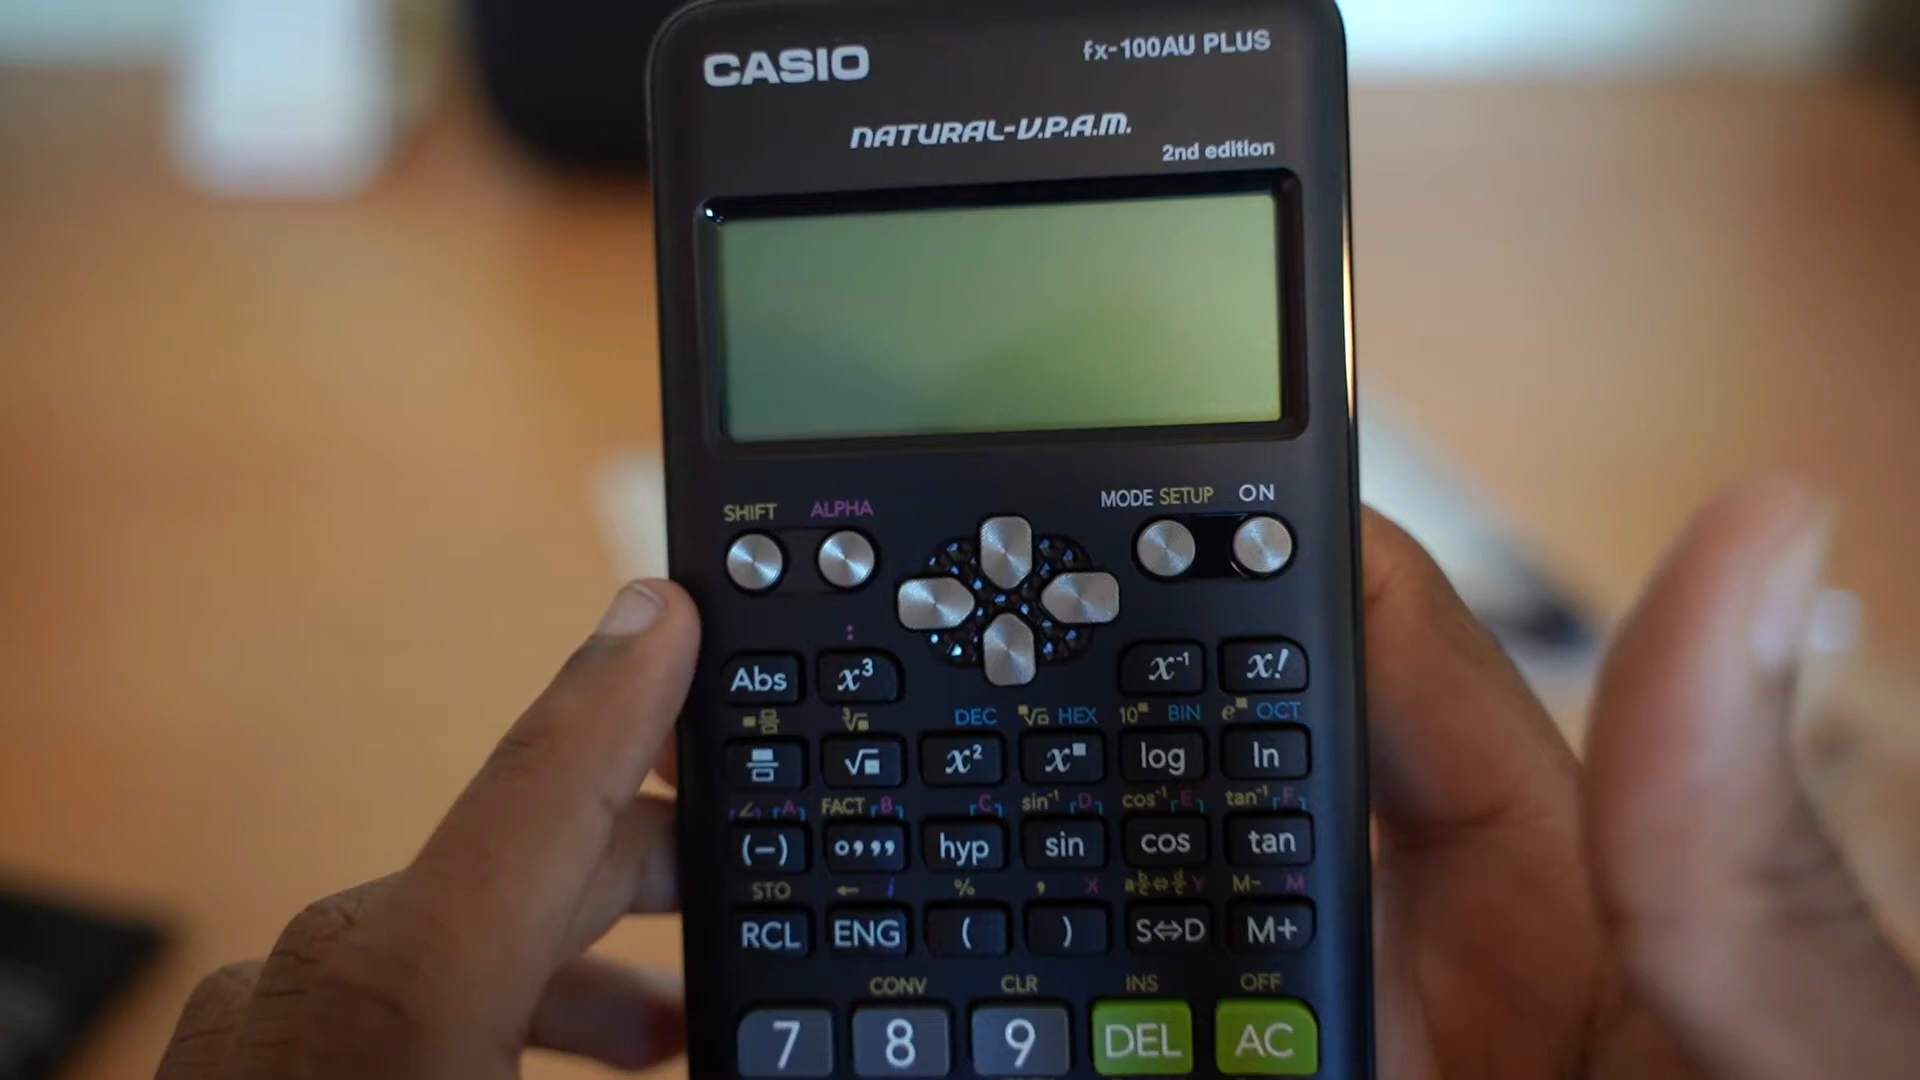 CASIO fx-100AU PLUS
NATURAL-V.P.A.M.
2nd edition
SHIFT ALPHA MODE SETUP ON
:
Abs x³ x⁻¹ x!
■■/■ ³√■ DEC ■√□ HEX 10■ BIN e■ OCT
■/□ √■ x² x■ log ln
∠ A FACT B C sin⁻¹ D cos⁻¹ E tan⁻¹ F
(−) °,,, hyp sin cos tan
STO ← i % , X a b/c⇔d/c Y M− M
RCL ENG ( ) S⇔D M+
CONV CLR INS OFF
7 8 9 DEL AC